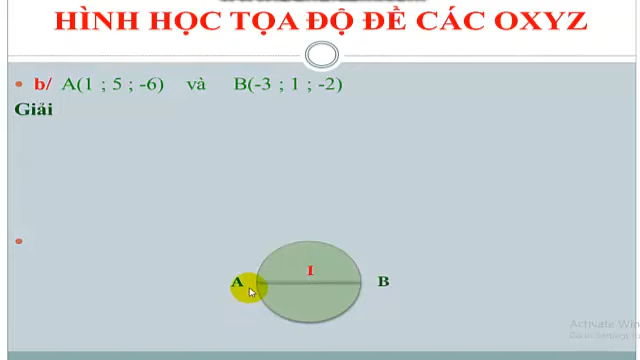 HÌNH HỌC TỌA ĐỘ ĐỀ CÁC OXYZ
b/ A(1 ; 5 ; -6) và B(-3 ; 1 ; -2)
Giải
I
A B
Activate Win